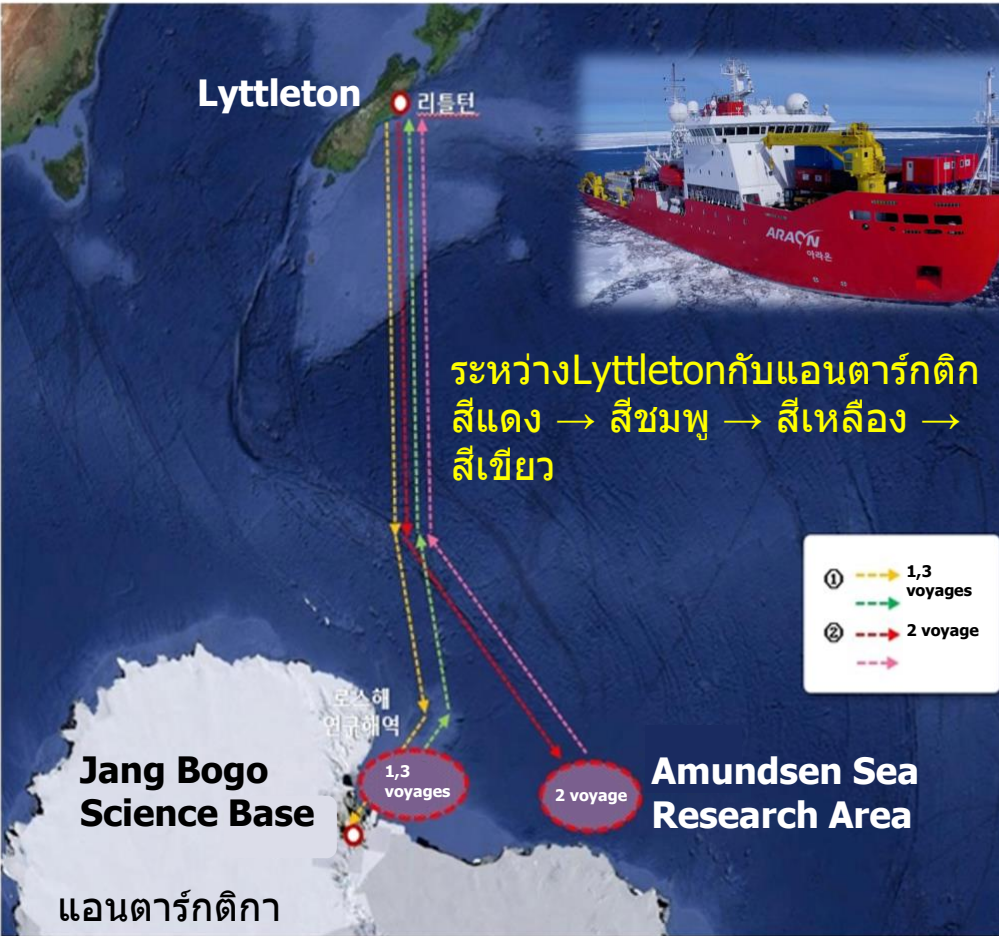 Lyttleton
리틀턴
ARAON
아라온
ระหว่างLyttletonกับแอนตาร์กติก
สีแดง → สีชมพู → สีเหลือง →
สีเขียว
① 1,3
voyages
② 2 voyage
로스해
연구해역
Jang Bogo
Science Base
1,3
voyages
2 voyage
Amundsen Sea
Research Area
แอนตาร์กติกา